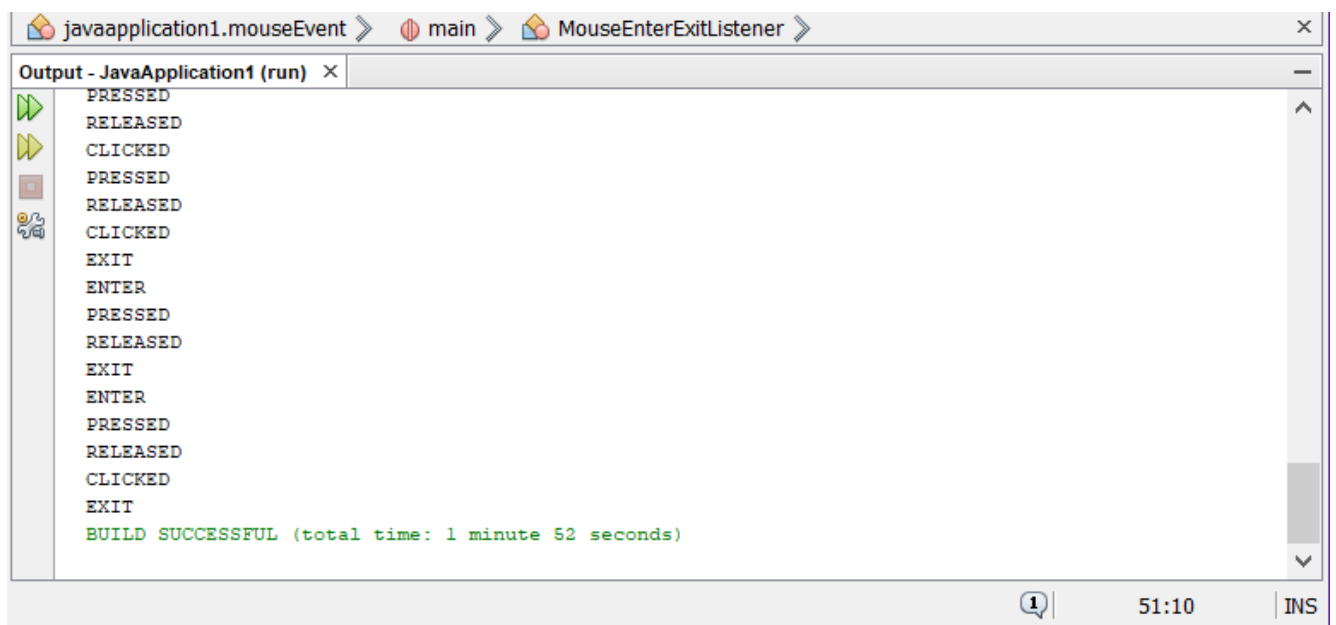 javaapplication1.mouseEvent main MouseEnterExitListener
Output - JavaApplication1 (run)
PRESSED
RELEASED
CLICKED
PRESSED
RELEASED
CLICKED
EXIT
ENTER
PRESSED
RELEASED
EXIT
ENTER
PRESSED
RELEASED
CLICKED
EXIT
BUILD SUCCESSFUL (total time: 1 minute 52 seconds)
1 51:10 INS